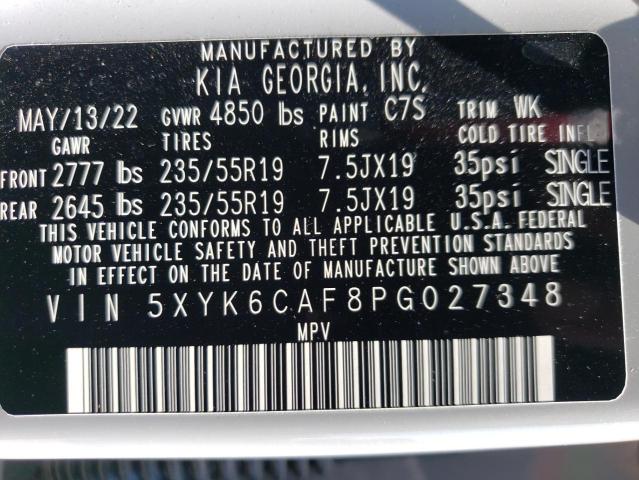 MANUFACTURED BY
KIA GEORGIA, INC.
MAY/13/22 GVWR 4850 lbs PAINT C7S TRIM WK
GAWR TIRES RIMS COLD TIRE INFL
FRONT 2777 lbs 235/55R19 7.5JX19 35psi SINGLE
REAR 2645 lbs 235/55R19 7.5JX19 35psi SINGLE
THIS VEHICLE CONFORMS TO ALL APPLICABLE U.S.A. FEDERAL
MOTOR VEHICLE SAFETY AND THEFT PREVENTION STANDARDS
IN EFFECT ON THE DATE OF MANUFACTURE SHOWN ABOVE.
VIN 5XYK6CAF8PG027348
MPV